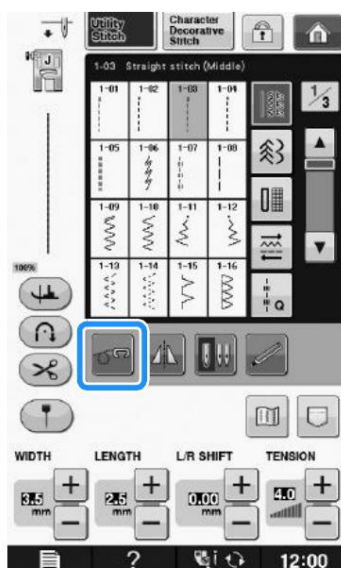 Utility
Stitch
Character
Decorative
Stitch
J
1-03 Straight stitch (Middle)
1/3
1-01 1-02 1-03 1-04
1-05 1-06 1-07 1-08
1-09 1-10 1-11 1-12
1-13 1-14 1-15 1-16
Q
100%
WIDTH LENGTH L/R SHIFT TENSION
3.5 mm + −
2.5 mm + −
0.00 mm + −
4.0 + −
? i 12:00